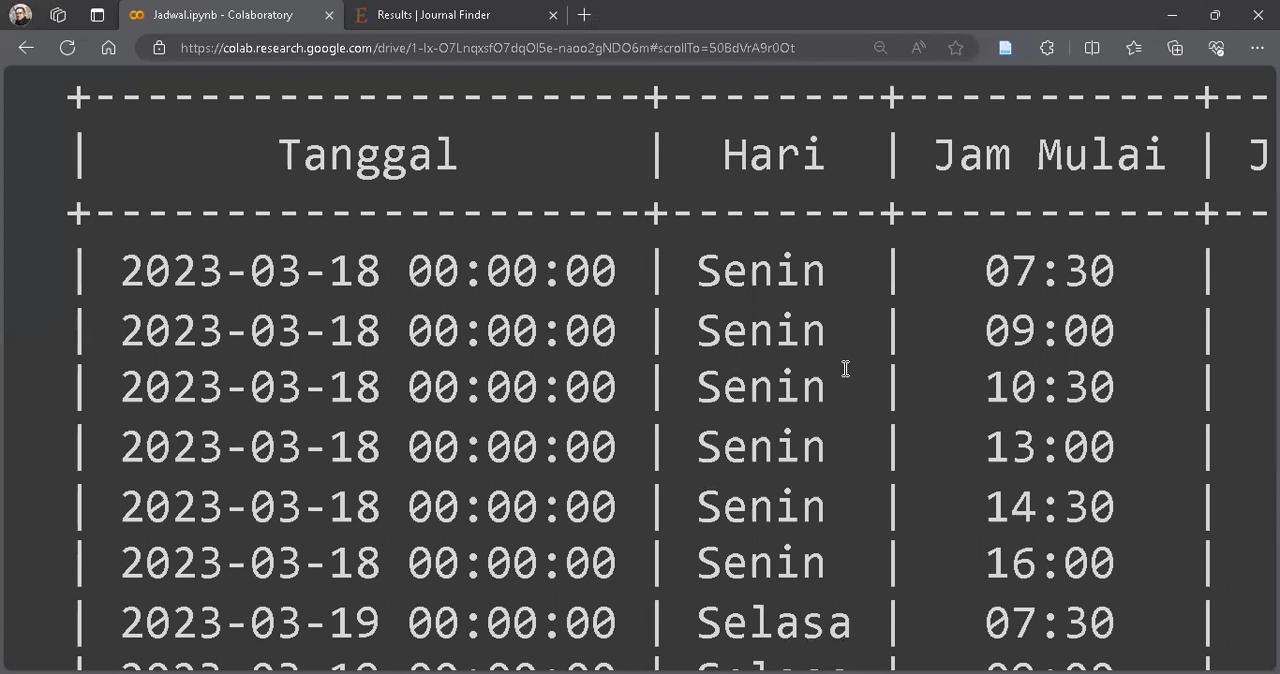 Jadwal.ipynb - Colaboratory
Results | Journal Finder
https://colab.research.google.com/drive/1-lx-O7LnqxsfO7dqOl5e-naoo2gNDO6m#scrollTo=50BdVrA9r0Ot
+----------------------+--------+------------+--
| Tanggal | Hari | Jam Mulai | J
+----------------------+--------+------------+--
| 2023-03-18 00:00:00 | Senin | 07:30 |
| 2023-03-18 00:00:00 | Senin | 09:00 |
| 2023-03-18 00:00:00 | Senin | 10:30 |
| 2023-03-18 00:00:00 | Senin | 13:00 |
| 2023-03-18 00:00:00 | Senin | 14:30 |
| 2023-03-18 00:00:00 | Senin | 16:00 |
| 2023-03-19 00:00:00 | Selasa | 07:30 |